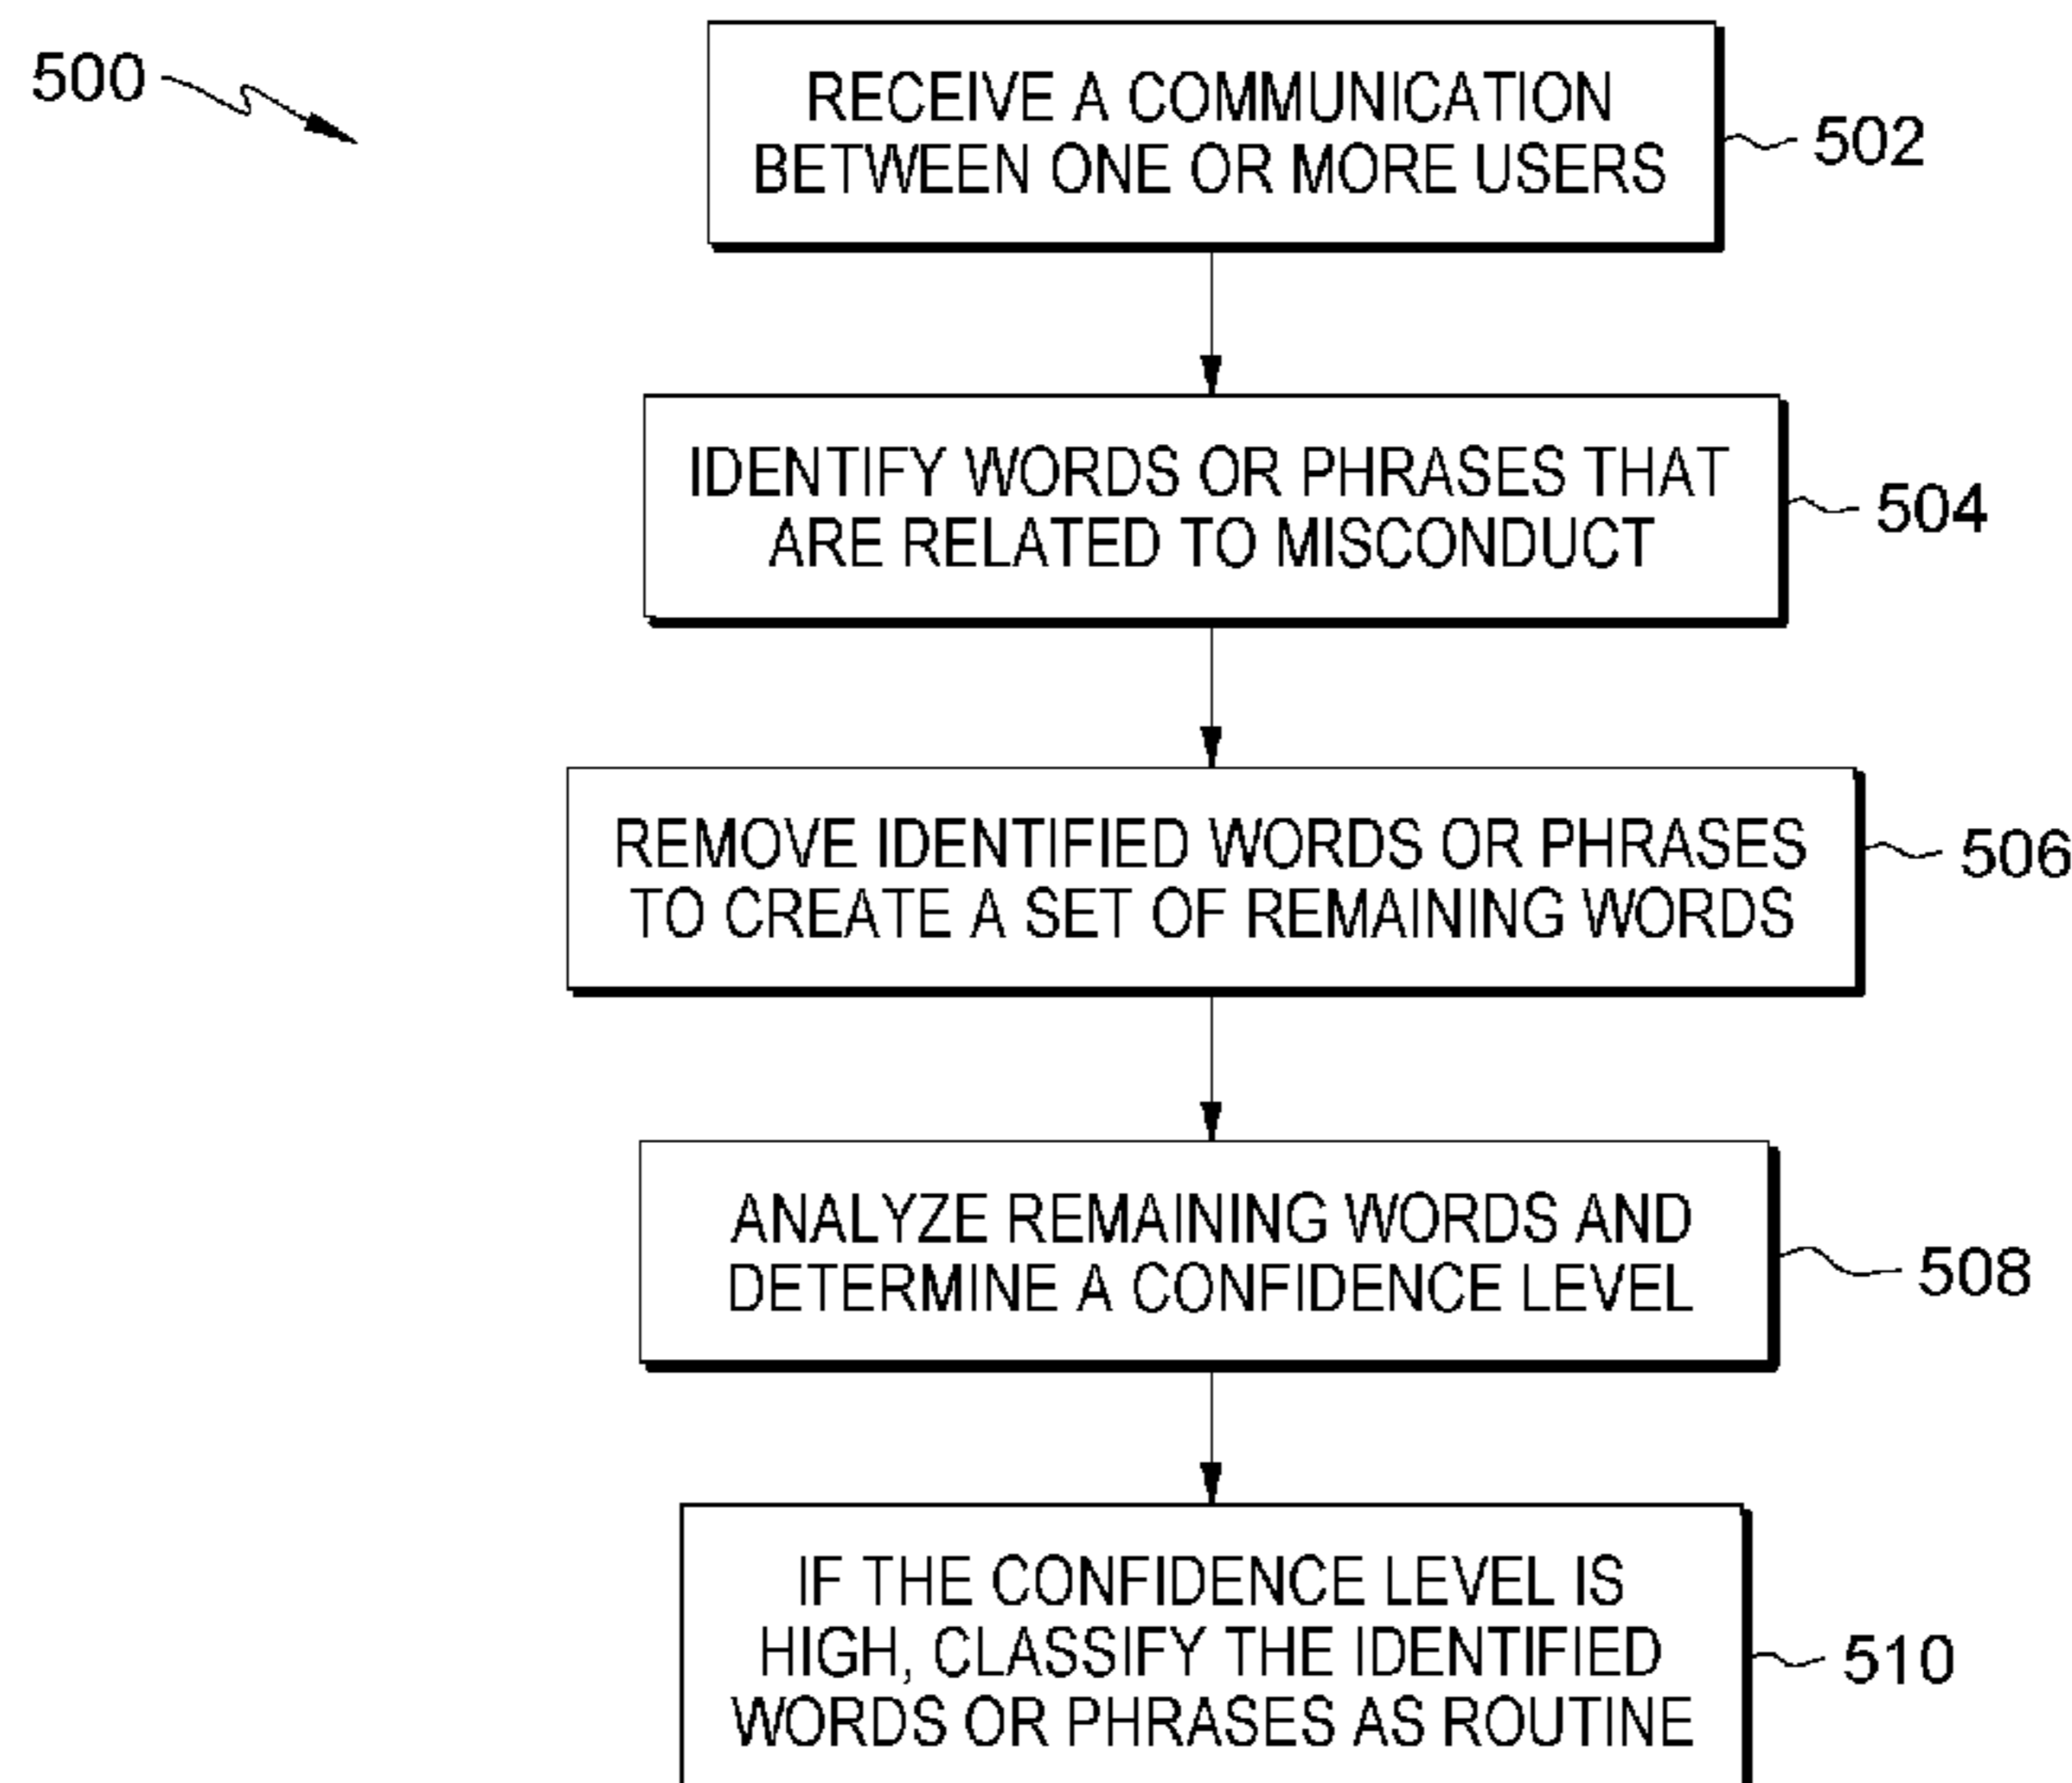 500
RECEIVE A COMMUNICATION
BETWEEN ONE OR MORE USERS
502
IDENTIFY WORDS OR PHRASES THAT
ARE RELATED TO MISCONDUCT
504
REMOVE IDENTIFIED WORDS OR PHRASES
TO CREATE A SET OF REMAINING WORDS
506
ANALYZE REMAINING WORDS AND
DETERMINE A CONFIDENCE LEVEL
508
IF THE CONFIDENCE LEVEL IS
HIGH, CLASSIFY THE IDENTIFIED
WORDS OR PHRASES AS ROUTINE
510